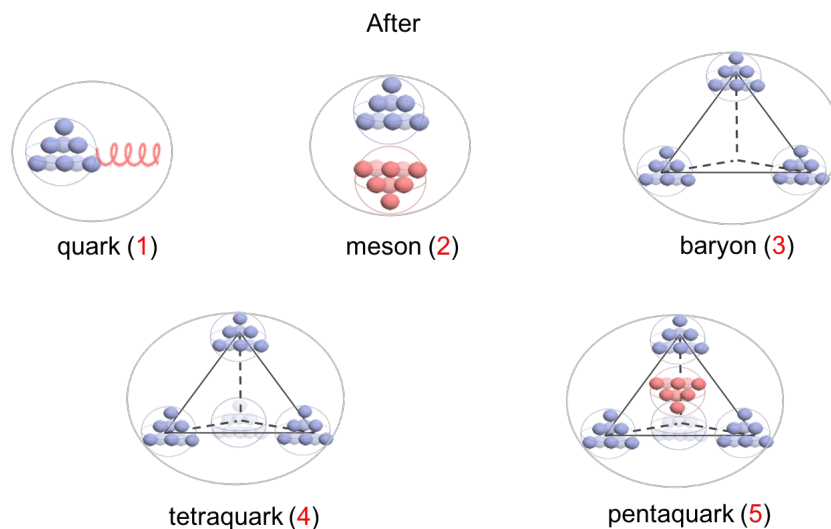 After
quark (1)
meson (2)
baryon (3)
tetraquark (4)
pentaquark (5)